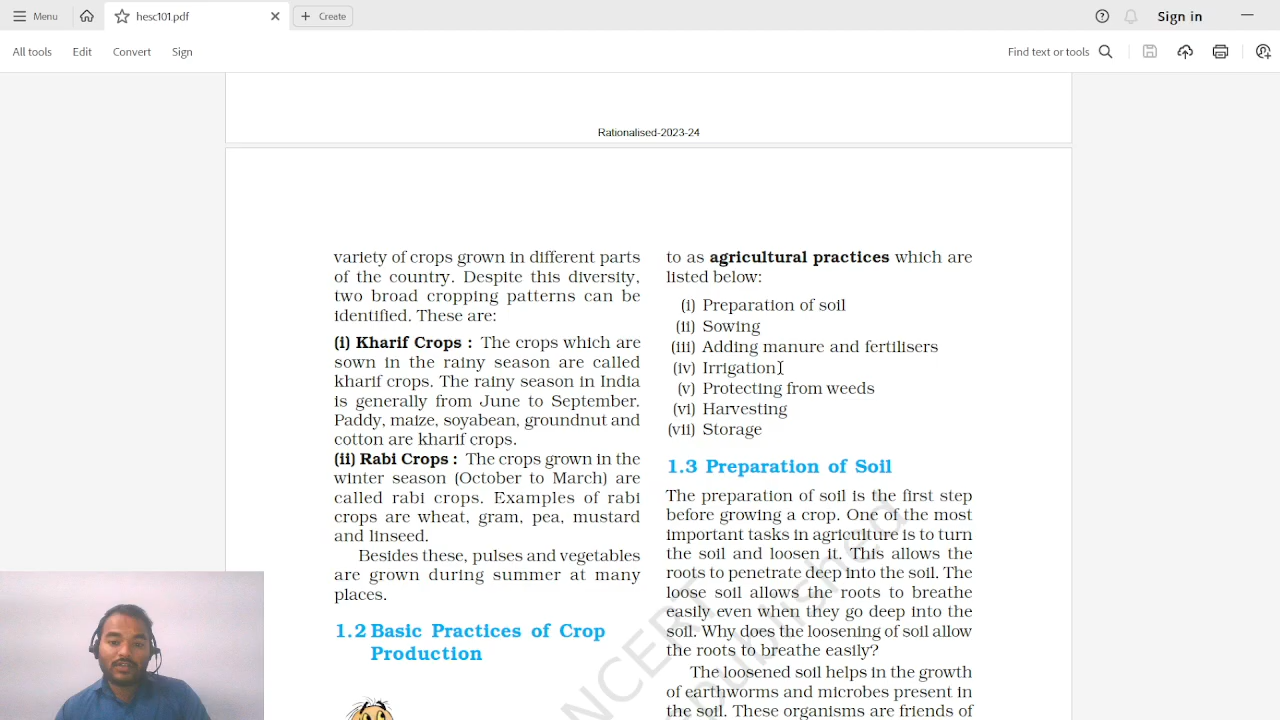 Menu
hesc101.pdf
Create
Sign in
All tools
Edit
Convert
Sign
Find text or tools
Rationalised-2023-24
variety of crops grown in different parts
of the country. Despite this diversity,
two broad cropping patterns can be
identified. These are:
(i) Kharif Crops : The crops which are
sown in the rainy season are called
kharif crops. The rainy season in India
is generally from June to September.
Paddy, maize, soyabean, groundnut and
cotton are kharif crops.
(ii) Rabi Crops : The crops grown in the
winter season (October to March) are
called rabi crops. Examples of rabi
crops are wheat, gram, pea, mustard
and linseed.
Besides these, pulses and vegetables
are grown during summer at many
places.
1.2 Basic Practices of Crop
Production
to as agricultural practices which are
listed below:
(i) Preparation of soil
(ii) Sowing
(iii) Adding manure and fertilisers
(iv) Irrigation
(v) Protecting from weeds
(vi) Harvesting
(vii) Storage
1.3 Preparation of Soil
The preparation of soil is the first step
before growing a crop. One of the most
important tasks in agriculture is to turn
the soil and loosen it. This allows the
roots to penetrate deep into the soil. The
loose soil allows the roots to breathe
easily even when they go deep into the
soil. Why does the loosening of soil allow
the roots to breathe easily?
The loosened soil helps in the growth
of earthworms and microbes present in
the soil. These organisms are friends of
NCERT
published